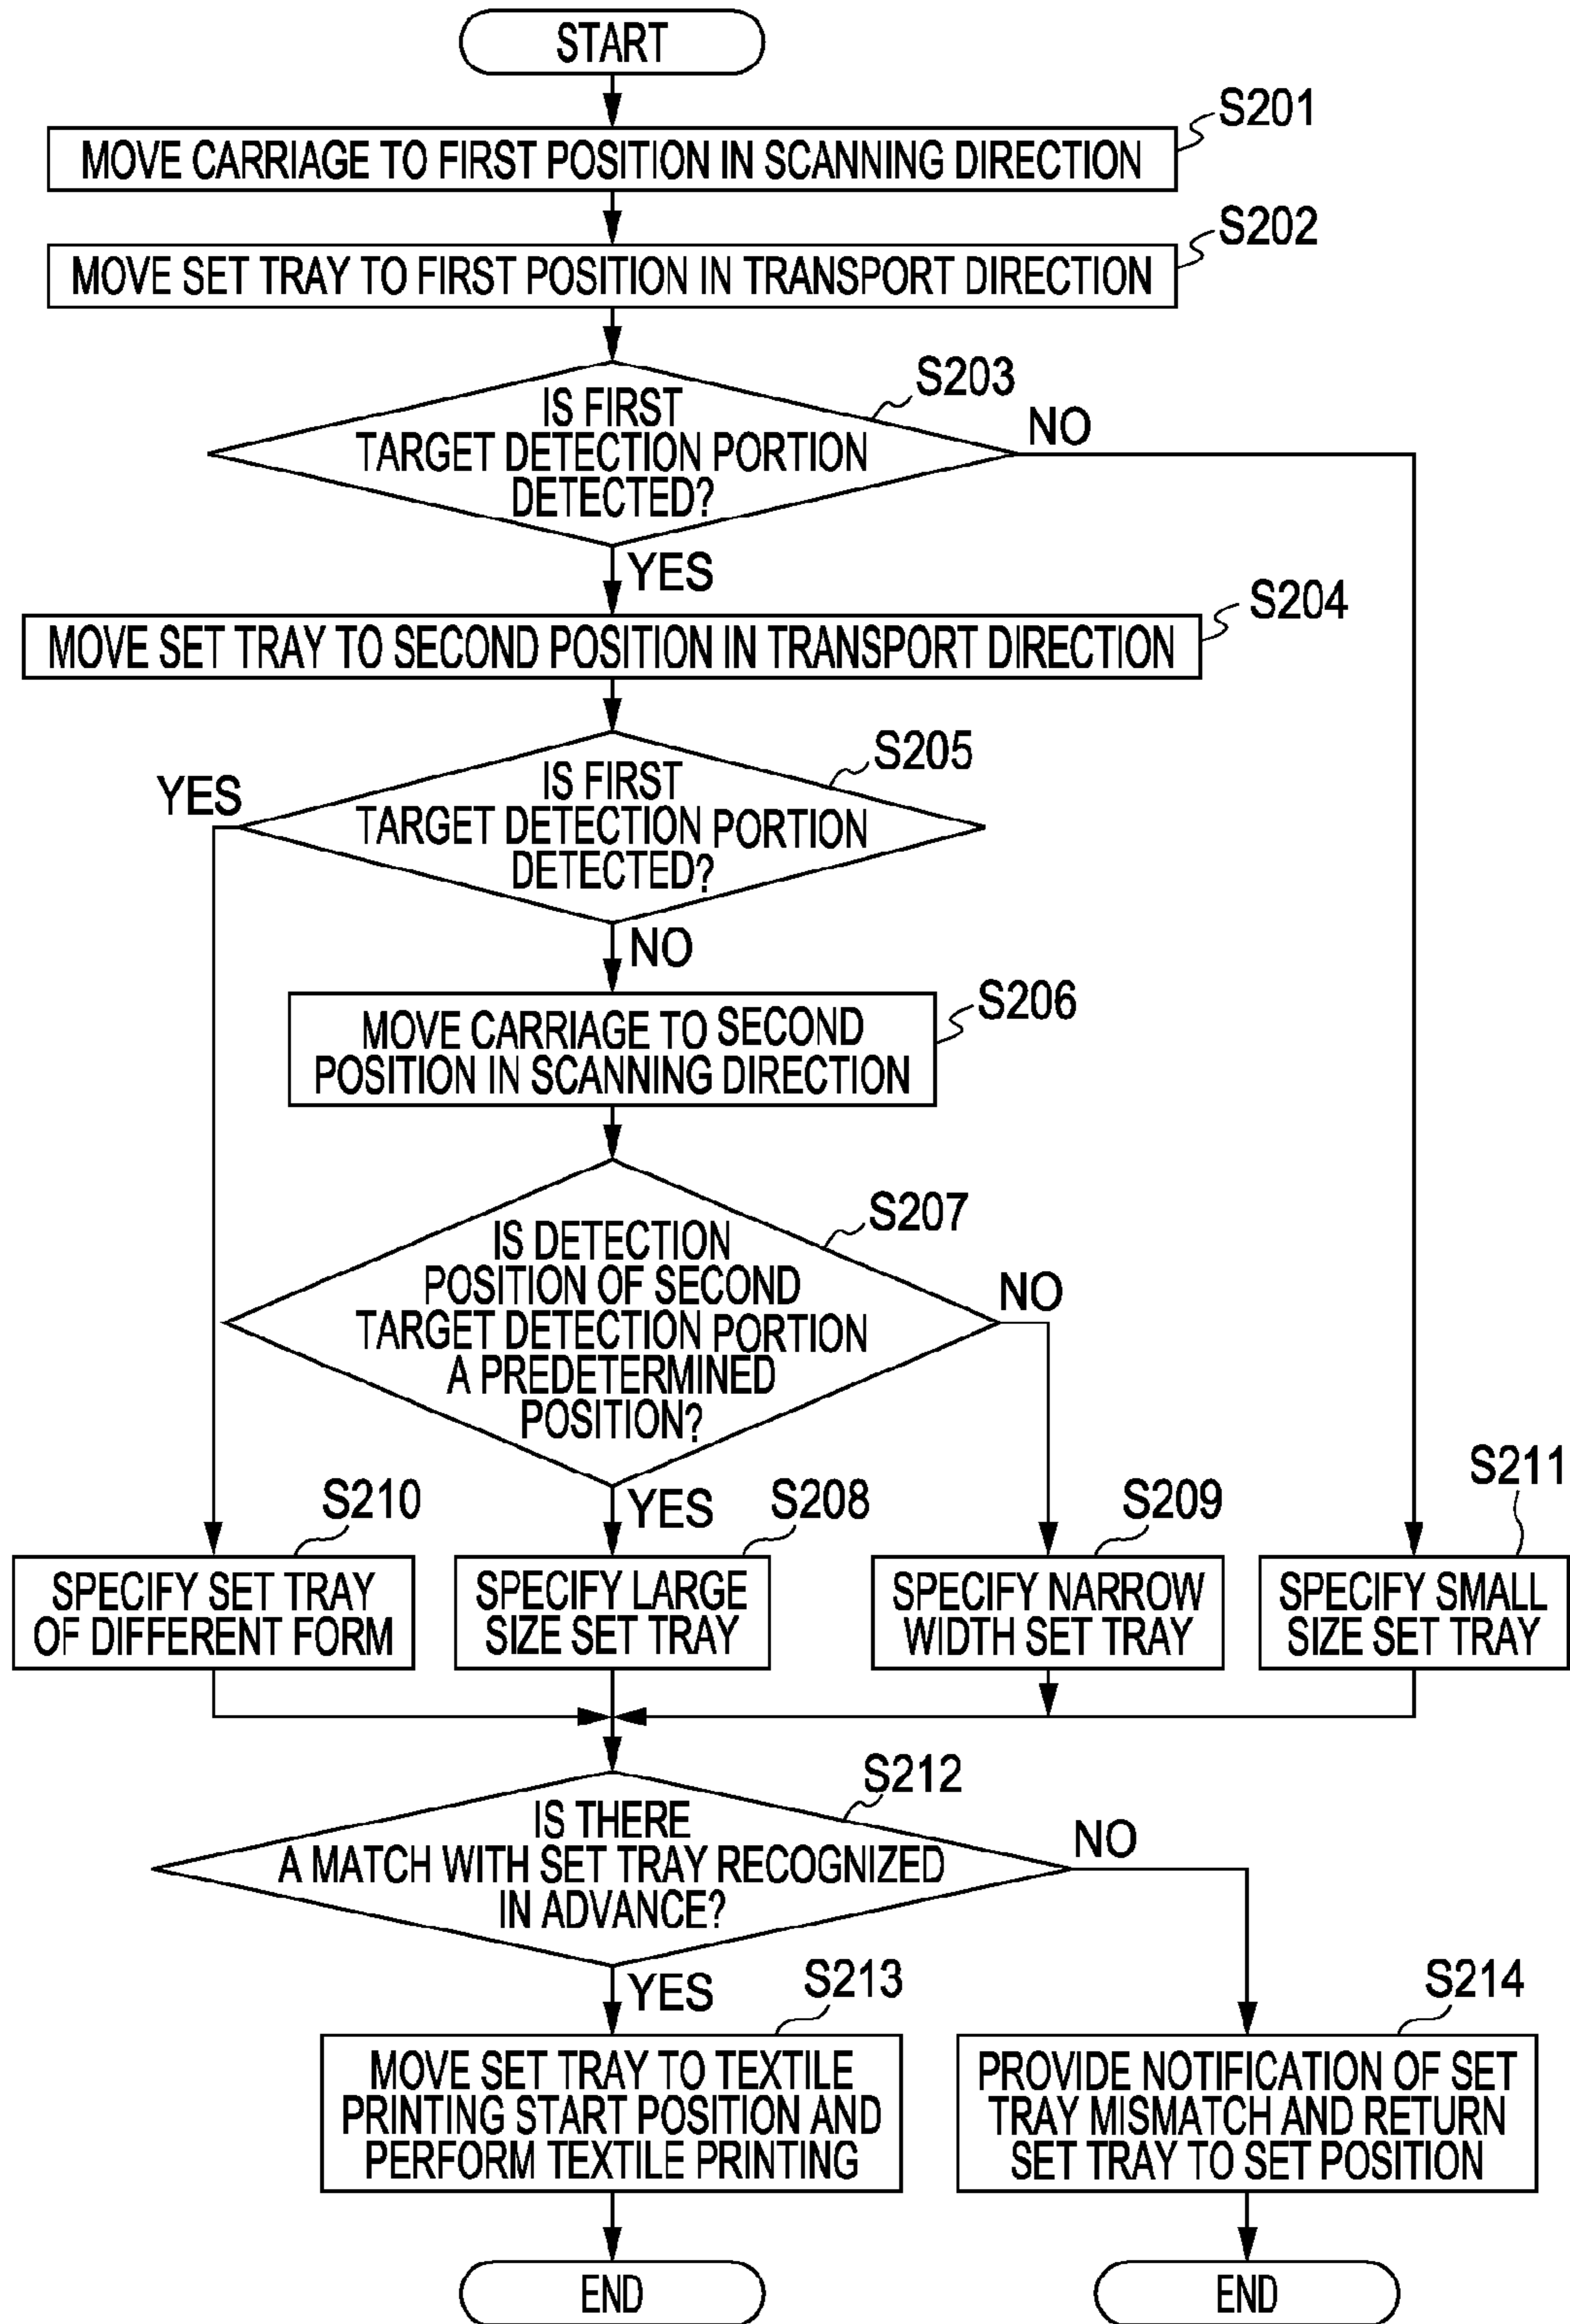 START
S201
MOVE CARRIAGE TO FIRST POSITION IN SCANNING DIRECTION
S202
MOVE SET TRAY TO FIRST POSITION IN TRANSPORT DIRECTION
S203
IS FIRST
TARGET DETECTION PORTION
DETECTED?
NO
YES
S204
MOVE SET TRAY TO SECOND POSITION IN TRANSPORT DIRECTION
S205
IS FIRST
TARGET DETECTION PORTION
DETECTED?
YES
NO
S206
MOVE CARRIAGE TO SECOND
POSITION IN SCANNING DIRECTION
S207
IS DETECTION
POSITION OF SECOND
TARGET DETECTION PORTION
A PREDETERMINED
POSITION?
NO
YES
S210
SPECIFY SET TRAY
OF DIFFERENT FORM
S208
SPECIFY LARGE
SIZE SET TRAY
S209
SPECIFY NARROW
WIDTH SET TRAY
S211
SPECIFY SMALL
SIZE SET TRAY
S212
IS THERE
A MATCH WITH SET TRAY RECOGNIZED
IN ADVANCE?
NO
YES
S213
MOVE SET TRAY TO TEXTILE
PRINTING START POSITION AND
PERFORM TEXTILE PRINTING
S214
PROVIDE NOTIFICATION OF SET
TRAY MISMATCH AND RETURN
SET TRAY TO SET POSITION
END
END